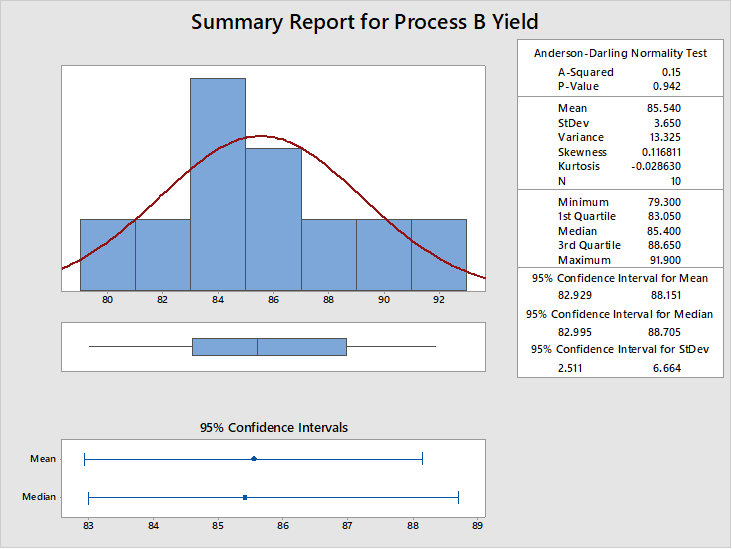 Summary Report for Process B Yield
80 82 84 86 88 90 92
95% Confidence Intervals
Mean
Median
83 84 85 86 87 88 89
Anderson-Darling Normality Test
A-Squared 0.15
P-Value 0.942
Mean 85.540
StDev 3.650
Variance 13.325
Skewness 0.116811
Kurtosis -0.028630
N 10
Minimum 79.300
1st Quartile 83.050
Median 85.400
3rd Quartile 88.650
Maximum 91.900
95% Confidence Interval for Mean
82.929 88.151
95% Confidence Interval for Median
82.995 88.705
95% Confidence Interval for StDev
2.511 6.664